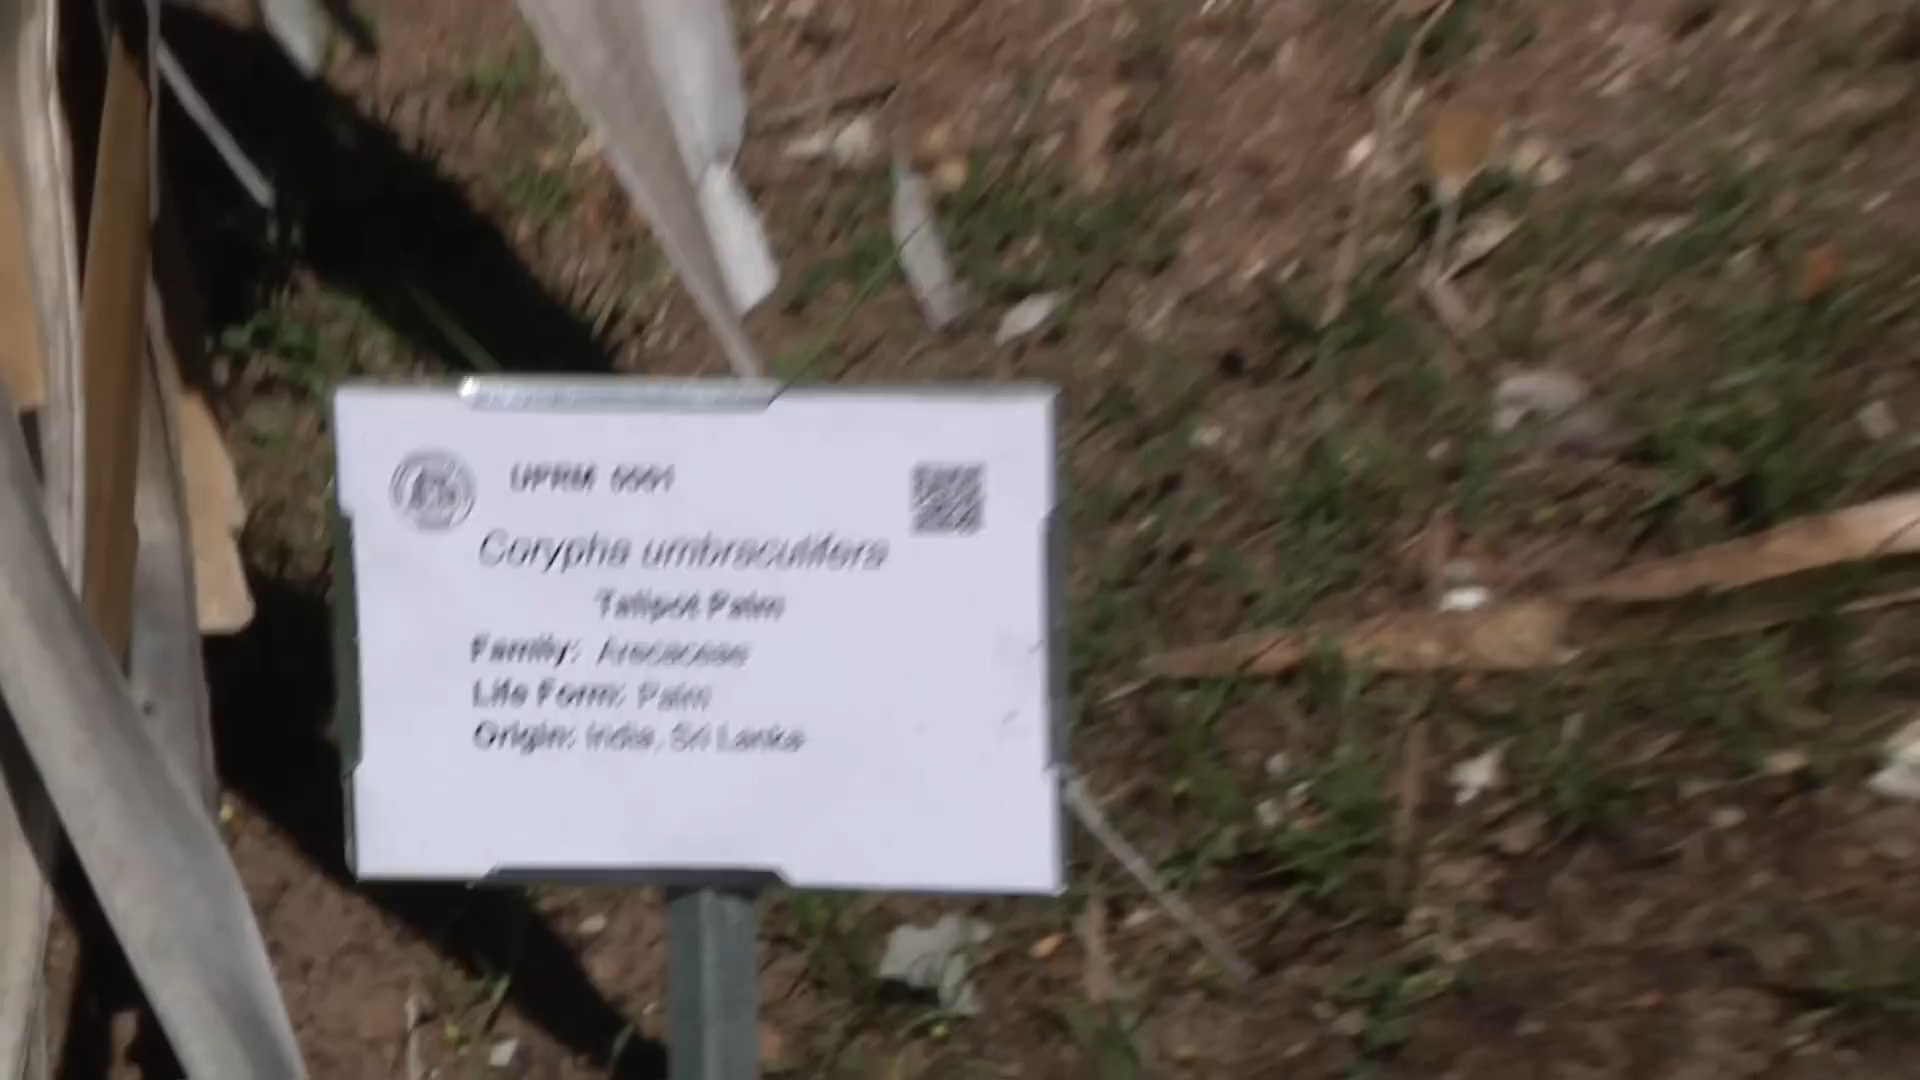 UPRM 0001
Corypha umbraculifera
Talipot Palm
Family: Arecaceae
Life Form: Palm
Origin: India, Sri Lanka